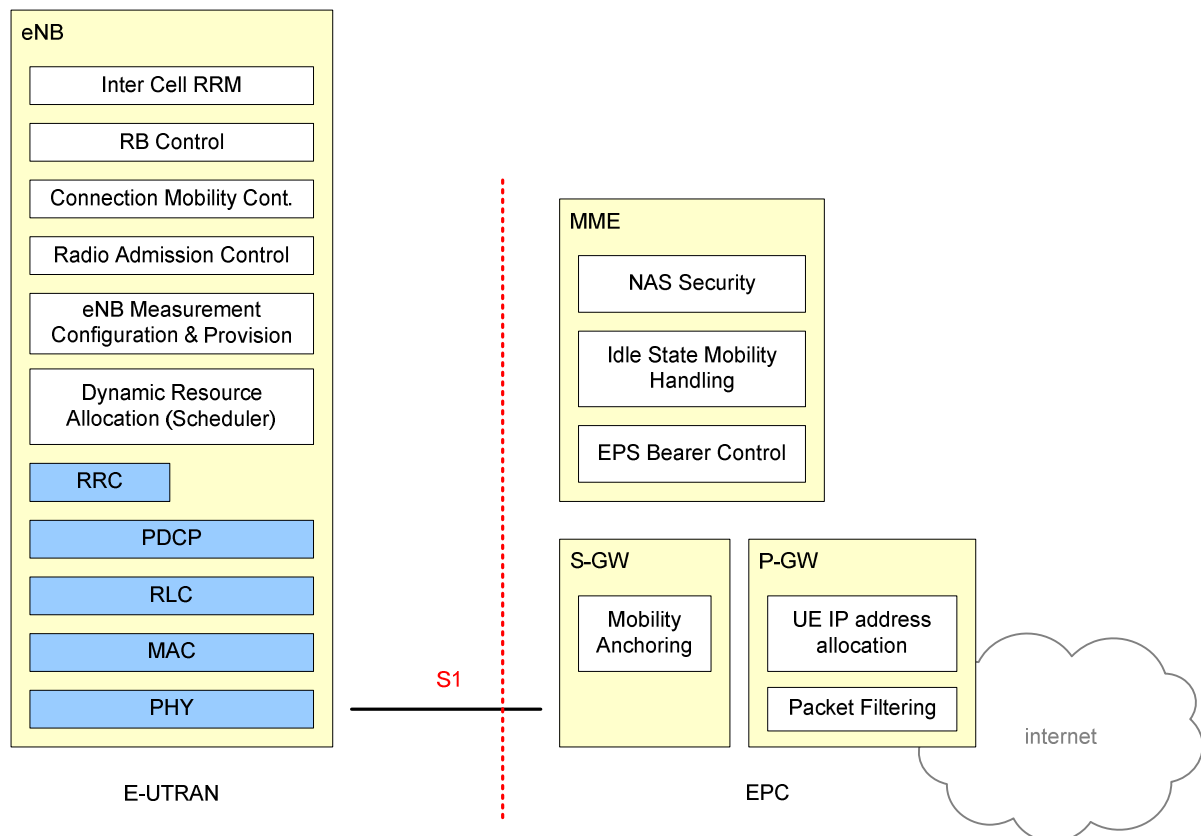 eNB
Inter Cell RRM
RB Control
Connection Mobility Cont.
Radio Admission Control
eNB Measurement
Configuration & Provision
Dynamic Resource
Allocation (Scheduler)
RRC
PDCP
RLC
MAC
PHY
S1
MME
NAS Security
Idle State Mobility
Handling
EPS Bearer Control
S-GW
Mobility
Anchoring
P-GW
UE IP address
allocation
Packet Filtering
internet
E-UTRAN
EPC